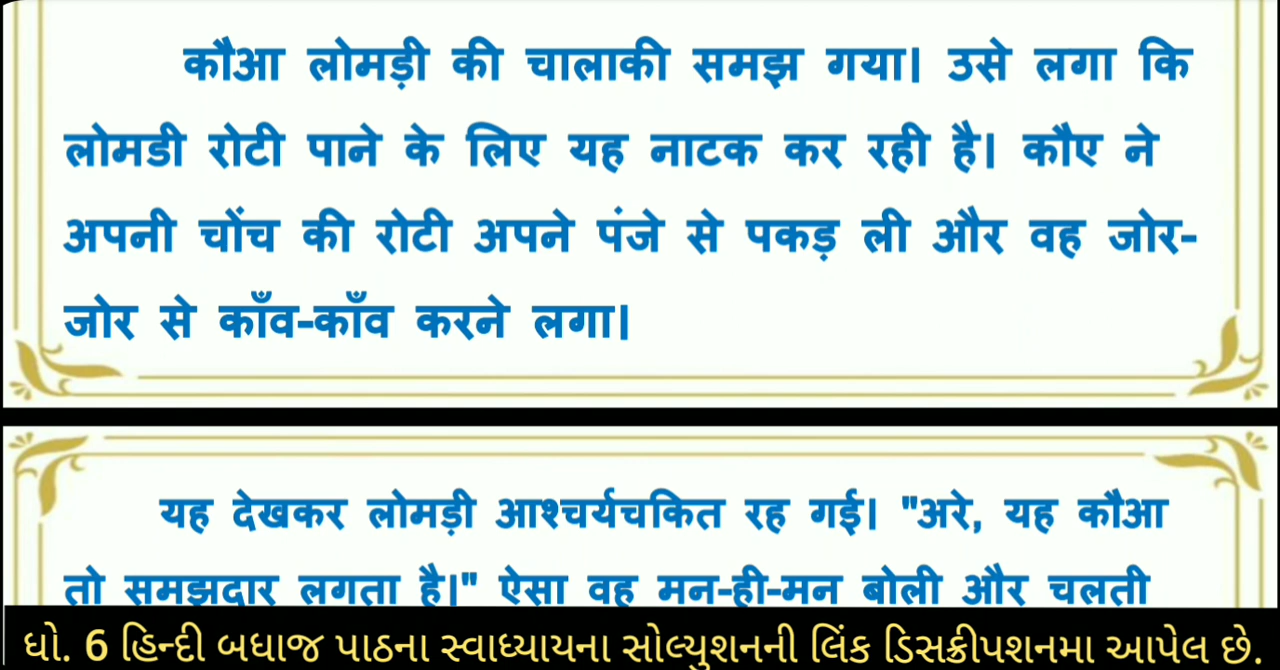 कौआ लोमड़ी की चालाकी समझ गया। उसे लगा कि
लोमडी रोटी पाने के लिए यह नाटक कर रही है। कौए ने
अपनी चोंच की रोटी अपने पंजे से पकड़ ली और वह जोर-
जोर से काँव-काँव करने लगा।
यह देखकर लोमड़ी आश्चर्यचकित रह गई। "अरे, यह कौआ
तो समझदार लगता है।" ऐसा वह मन-ही-मन बोली और चलती
ધો. 6 હિન્દી બધાજ પાઠના સ્વાધ્યાયના સોલ્યુશનની લિંક ડિસક્રીપશનમા આપેલ છે.